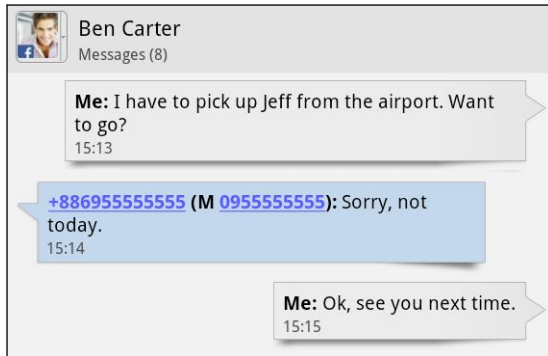 Ben Carter
Messages (8)
Me: I have to pick up Jeff from the airport. Want
to go?
15:13
+886955555555 (M 0955555555): Sorry, not
today.
15:14
Me: Ok, see you next time.
15:15